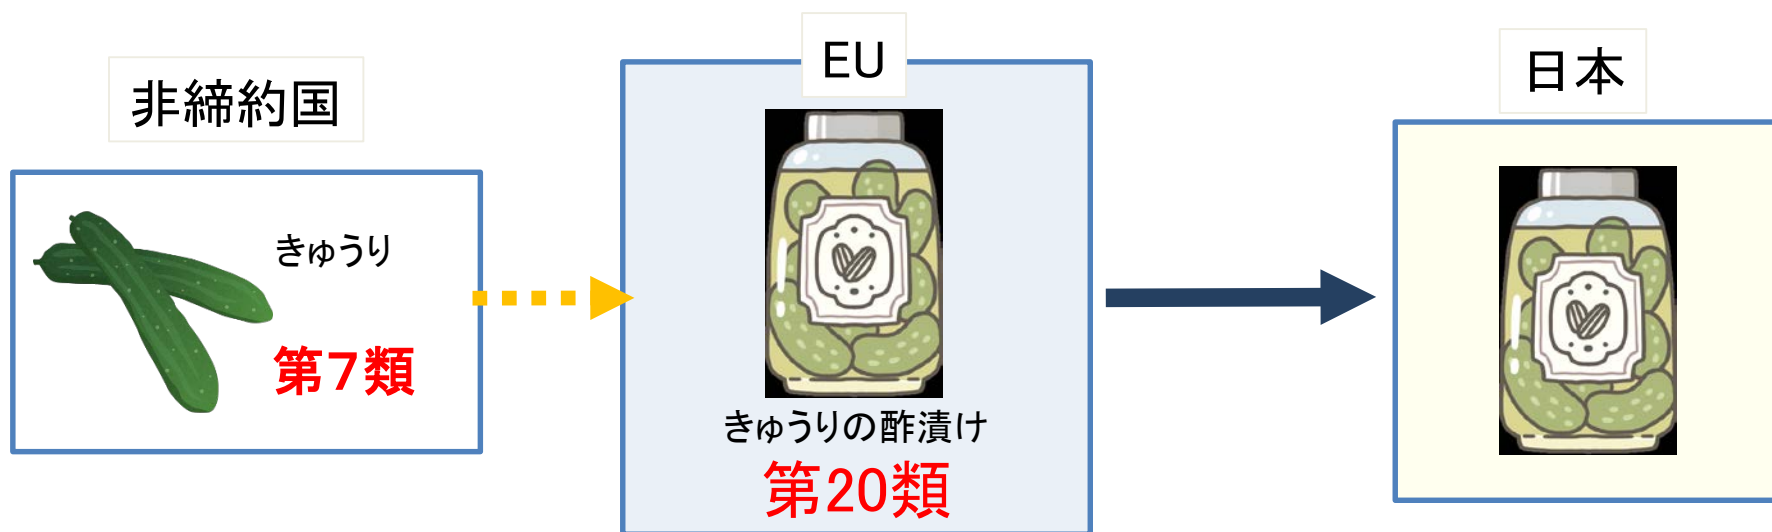 非締約国
きゅうり
第7類
EU
きゅうりの酢漬け
第20類
日本